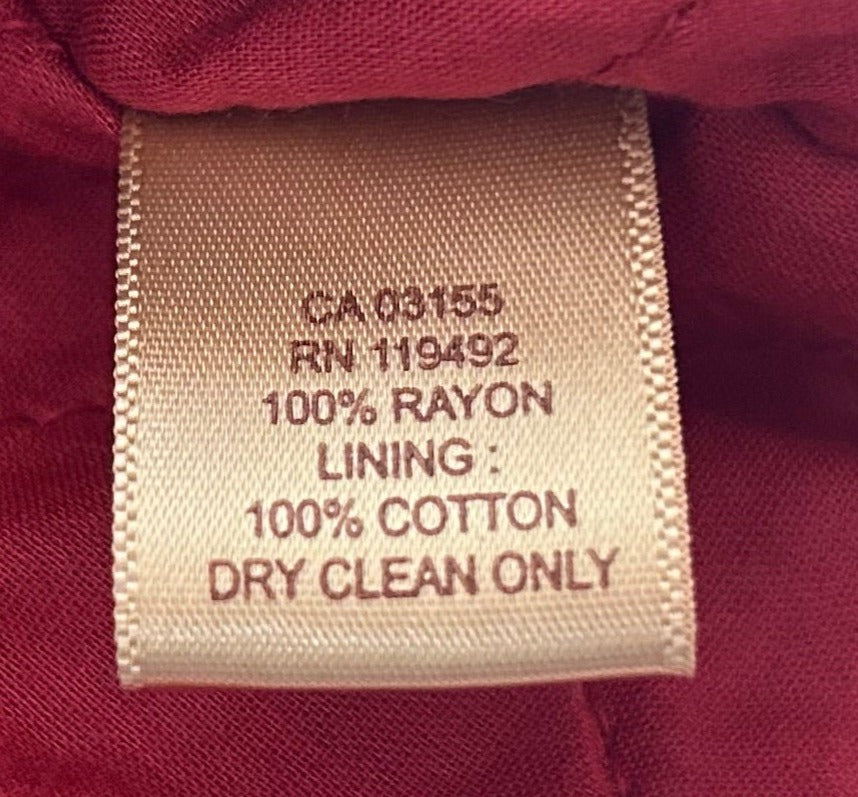 CA 03155
RN 119492
100% RAYON
LINING :
100% COTTON
DRY CLEAN ONLY